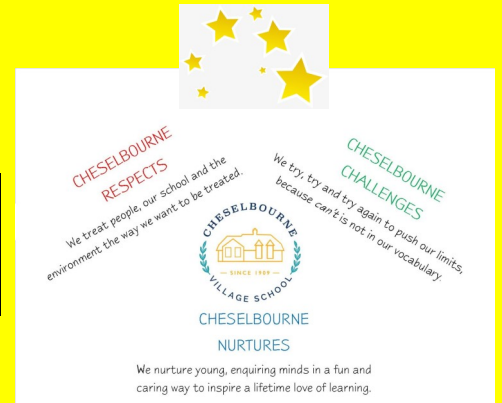 CHESELBOURNE
RESPECTS
We treat people, our school and the
environment the way we want to be treated.
CHESELBOURNE
CHALLENGES
We try, try and try again to push our limits,
because can't is not in our vocabulary.
CHESELBOURNE
SINCE 1989
VILLAGE SCHOOL
CHESELBOURNE
NURTURES
We nurture young, enquiring minds in a fun and
caring way to inspire a lifetime love of learning.